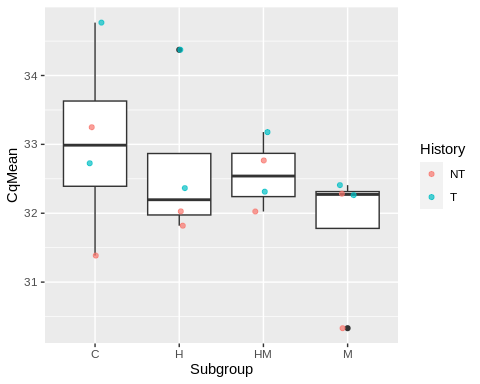 34
33
32
31
CqMean
C H HM M
Subgroup
History
NT
T